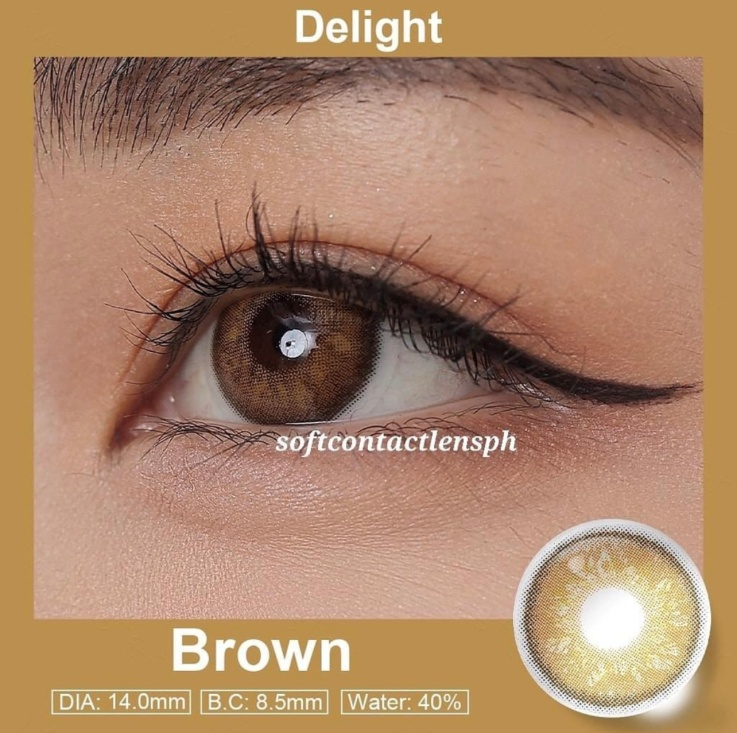 Delight
softcontactlensph
Brown
DIA: 14.0mm B.C: 8.5mm Water: 40%